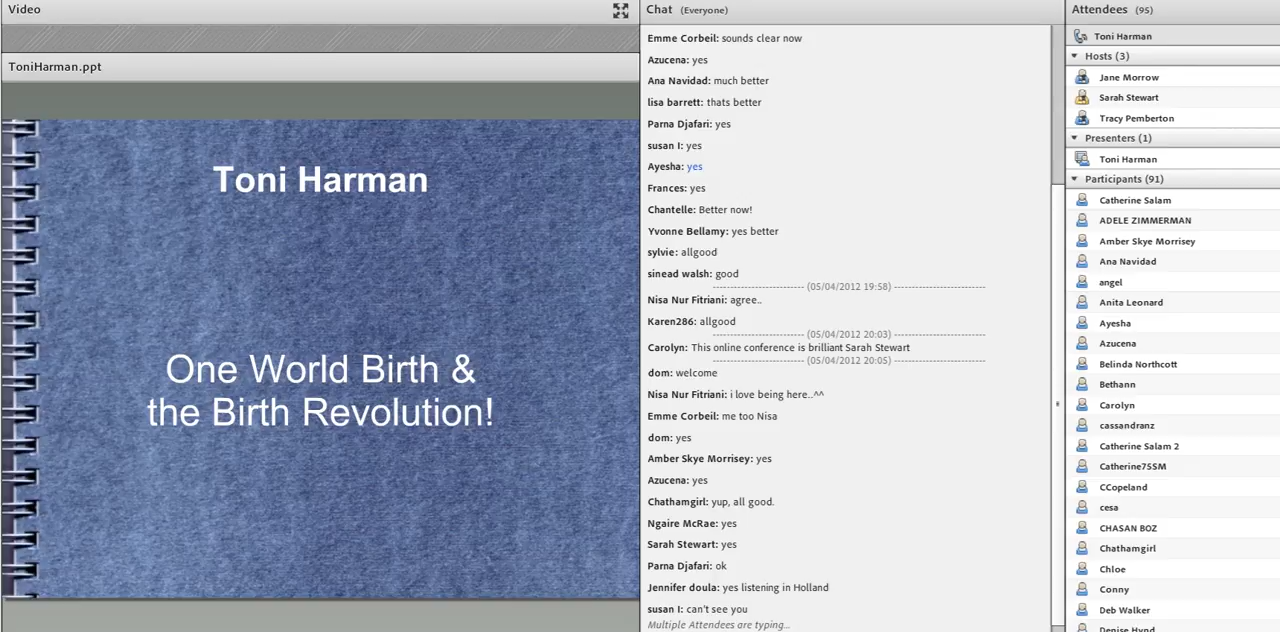 Video
ToniHarman.ppt
Toni Harman
One World Birth &
the Birth Revolution!
Chat (Everyone)
Emme Corbeil: sounds clear now
Azucena: yes
Ana Navidad: much better
lisa barrett: thats better
Parna Djafari: yes
susan I: yes
Ayesha: yes
Frances: yes
Chantelle: Better now!
Yvonne Bellamy: yes better
sylvie: allgood
sinead walsh: good
---------------------- (05/04/2012 19:58) ----------------------
Nisa Nur Fitriani: agree..
Karen286: allgood
---------------------- (05/04/2012 20:03) ----------------------
Carolyn: This online conference is brilliant Sarah Stewart
---------------------- (05/04/2012 20:05) ----------------------
dom: welcome
Nisa Nur Fitriani: i love being here..^^
Emme Corbeil: me too Nisa
dom: yes
Amber Skye Morrisey: yes
Azucena: yes
Chathamgirl: yup, all good.
Ngaire McRae: yes
Sarah Stewart: yes
Parna Djafari: ok
Jennifer doula: yes listening in Holland
susan I: can't see you
Multiple Attendees are typing...
Attendees (95)
Toni Harman
Hosts (3)
Jane Morrow
Sarah Stewart
Tracy Pemberton
Presenters (1)
Toni Harman
Participants (91)
Catherine Salam
ADELE ZIMMERMAN
Amber Skye Morrisey
Ana Navidad
angel
Anita Leonard
Ayesha
Azucena
Belinda Northcott
Bethann
Carolyn
cassandranz
Catherine Salam 2
Catherine75SM
CCopeland
cesa
CHASAN BOZ
Chathamgirl
Chloe
Conny
Deb Walker
Denise Hynd